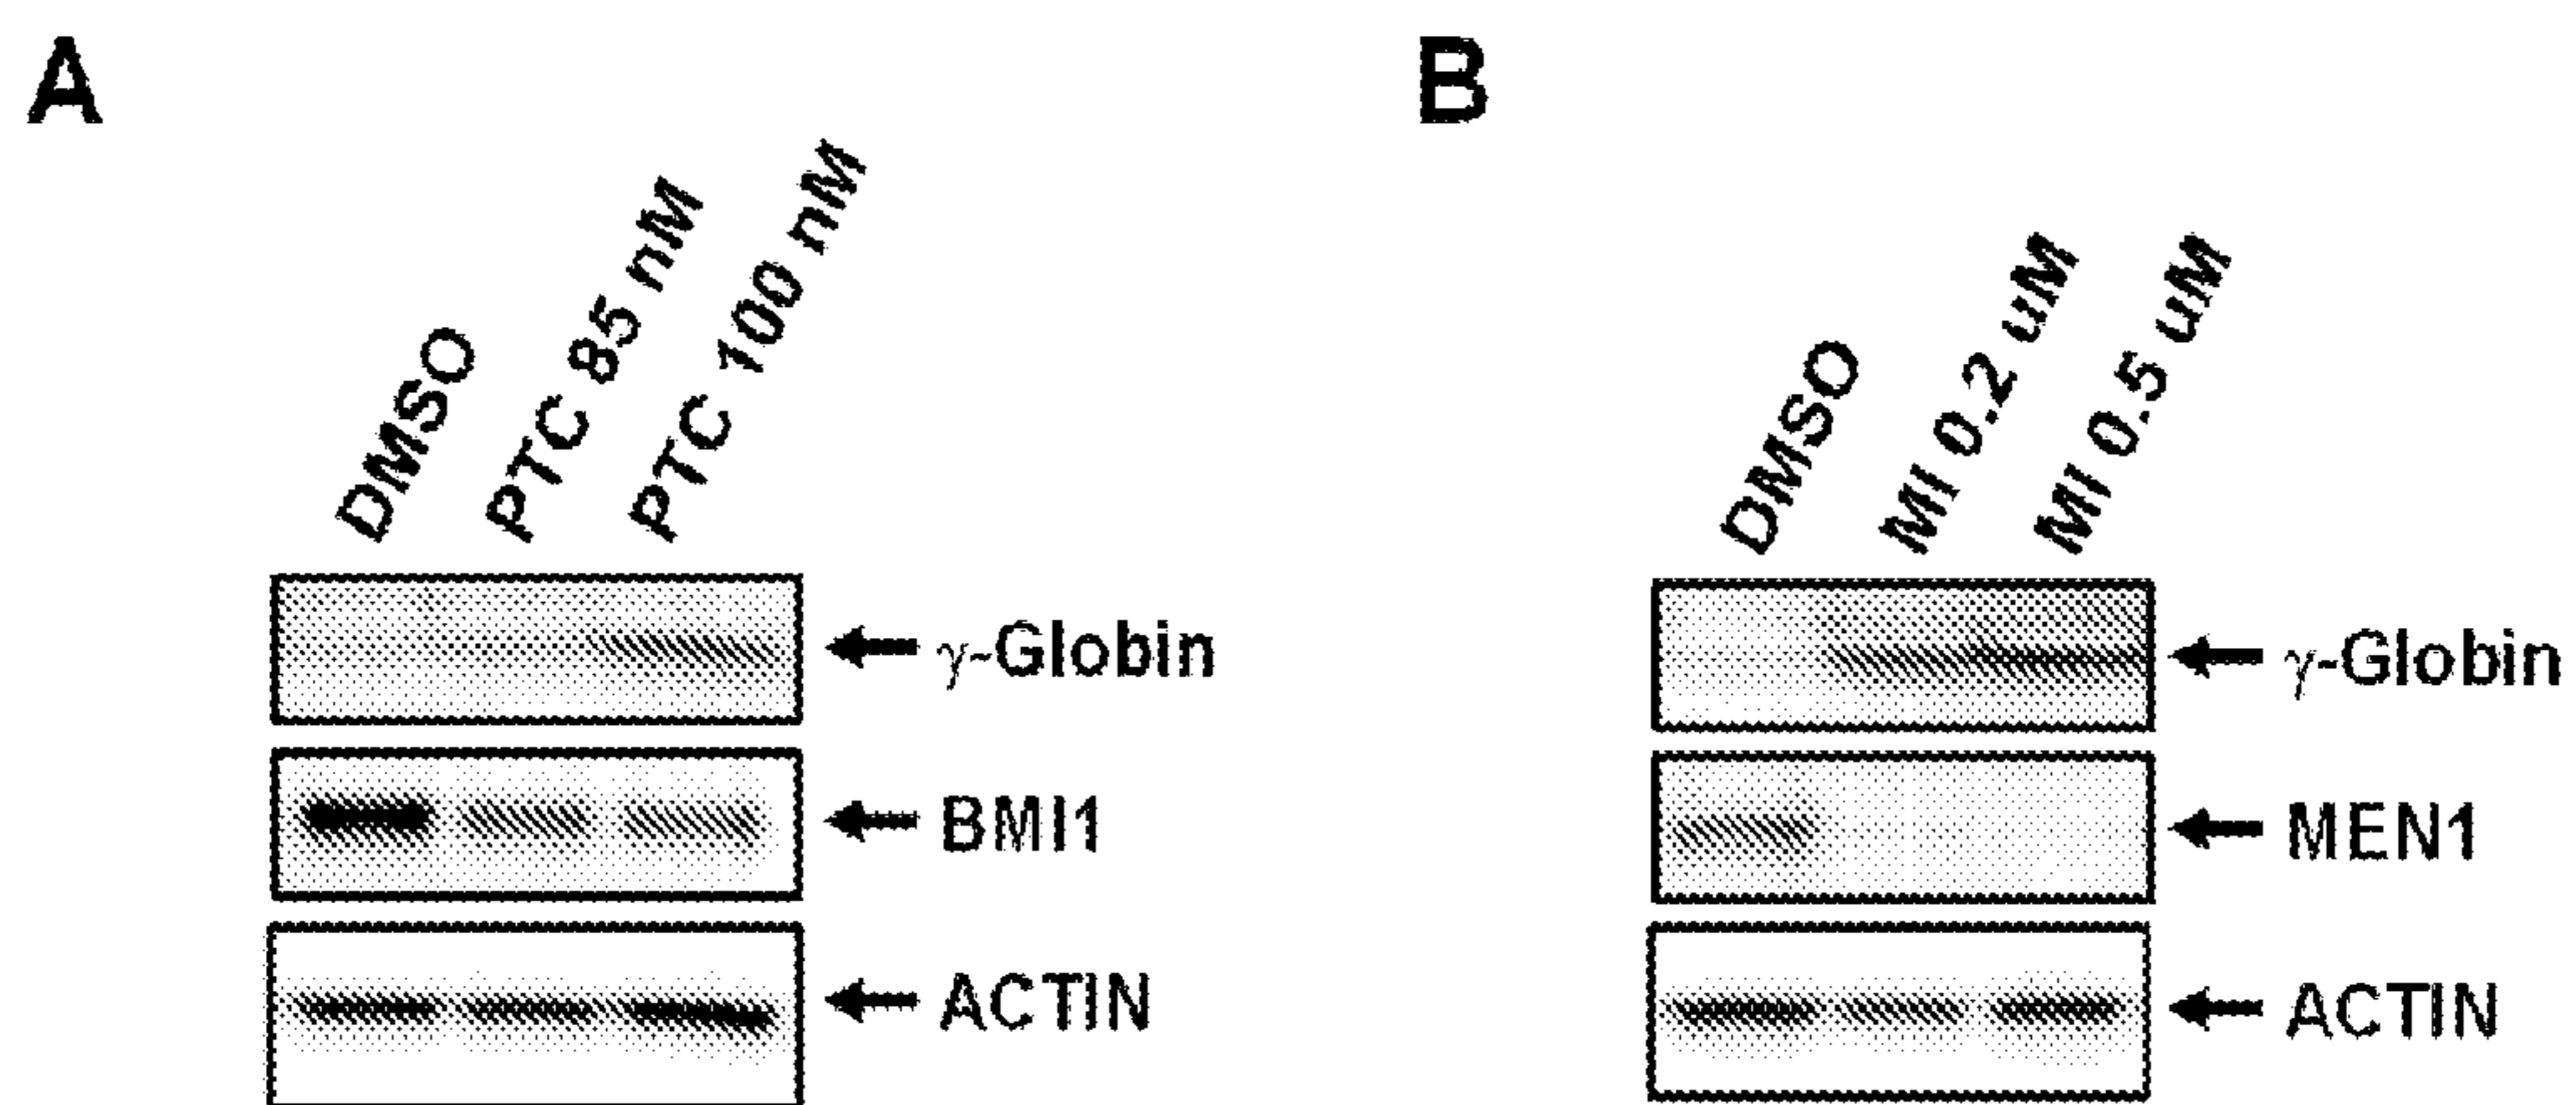 A
DMSO
PTC 85 nM
PTC 100 nM
γ-Globin
BMI1
ACTIN
B
DMSO
MI 0.2 uM
MI 0.5 uM
γ-Globin
MEN1
ACTIN